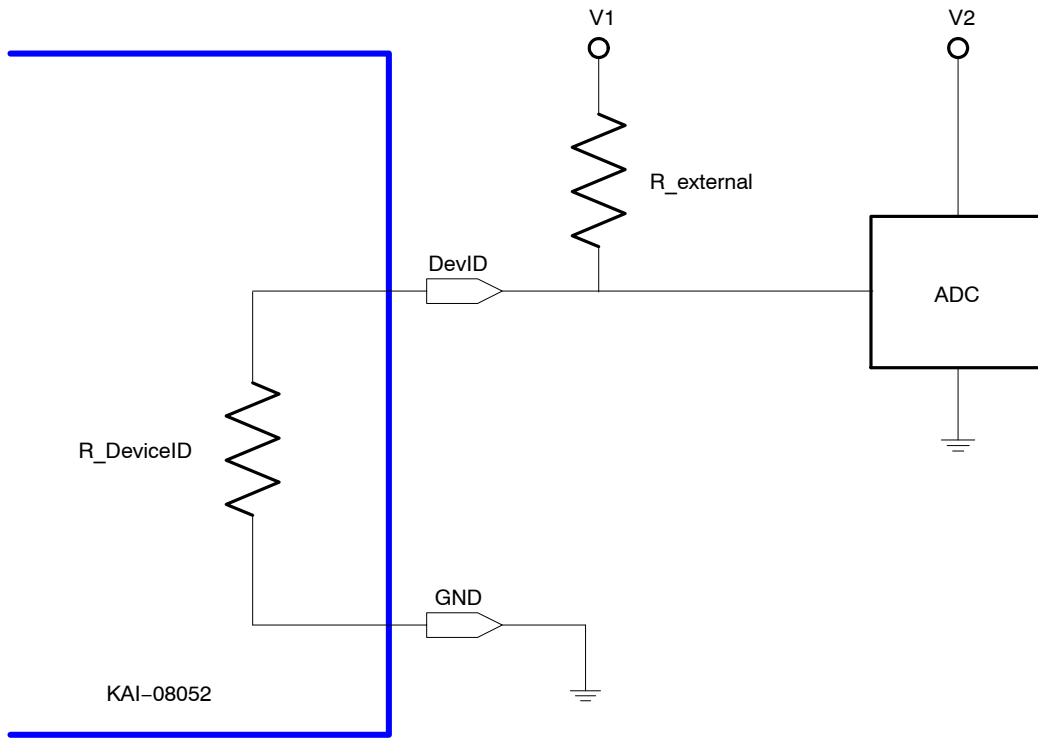 V1
V2
R_external
DevID
ADC
R_DeviceID
GND
KAI−08052